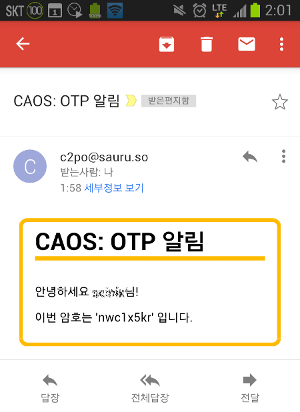 SKT 100 1 LTE 2:01
CAOS: OTP 알림 받은편지함
C
c2po@sauru.so
받는사람: 나
1:58 세부정보 보기
CAOS: OTP 알림
안녕하세요 님!
이번 암호는 'nwc1x5kr' 입니다.
답장 전체답장 전달